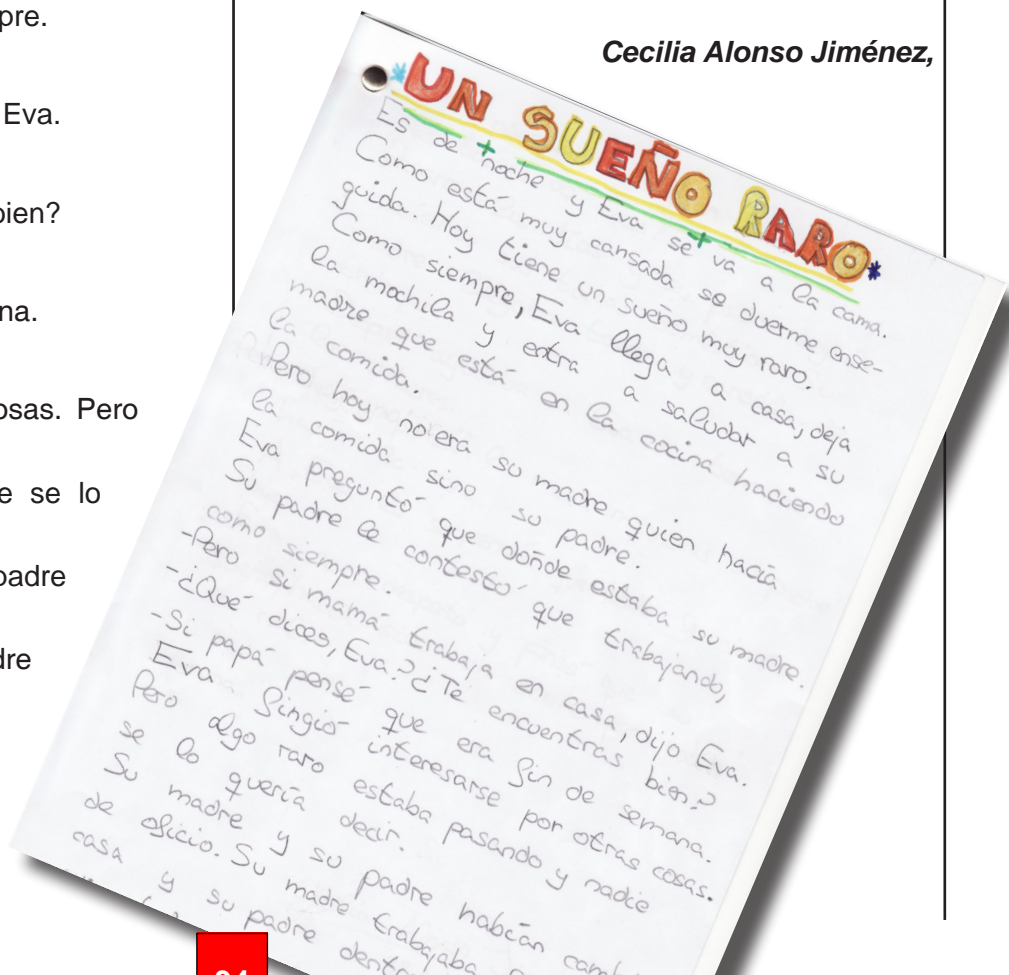 pre.
Eva.
bien?
na.
osas. Pero
e se lo
padre
dre
Cecilia Alonso Jiménez,
*UN SUEÑO RARO*
Es de noche y Eva se va a la cama.
Como está muy cansada se duerme ense-
guida. Hoy tiene un sueño muy raro.
Como siempre, Eva llega a casa, deja
la mochila y entra a saludar a su
madre que está en la cocina haciendo
la comida.
Pero hoy no era su madre quien hacía
la comida sino su padre.
Eva preguntó que dónde estaba su madre.
Su padre le contestó que trabajando,
como siempre.
-Pero si mamá trabaja en casa, dijo Eva.
-¿Qué dices, Eva? ¿Te encuentras bien?
-Si papá pensé que era fin de semana.
Eva fingió interesarse por otras cosas.
Pero algo raro estaba pasando y nadie
se lo quería decir.
Su madre y su padre habían
de oficio. Su madre trabajaba
casa y su padre